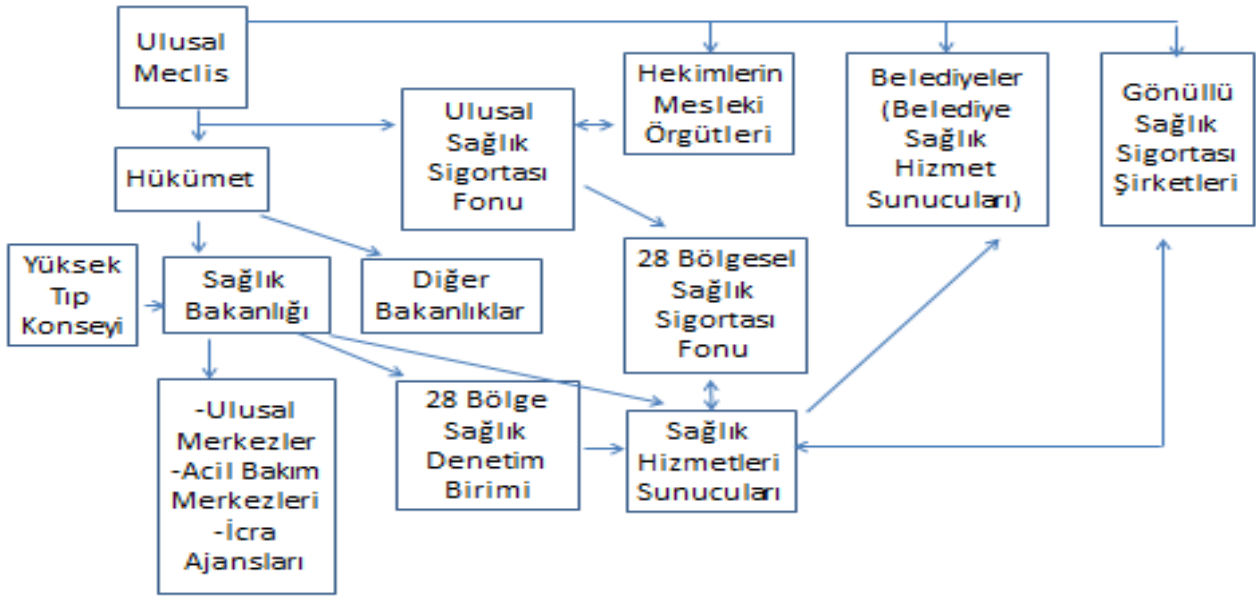 Ulusal
Meclis
Hekimlerin
Mesleki
Örgütleri
Belediyeler
(Belediye
Sağlık
Hizmet
Sunucuları)
Gönüllü
Sağlık
Sigortası
Şirketleri
Ulusal
Sağlık
Sigortası
Fonu
Hükümet
Yüksek
Tıp
Konseyi
Sağlık
Bakanlığı
Diğer
Bakanlıklar
28 Bölgesel
Sağlık
Sigortası
Fonu
-Ulusal
Merkezler
-Acil Bakım
Merkezleri
-İcra
Ajansları
28 Bölge
Sağlık
Denetim
Birimi
Sağlık
Hizmetleri
Sunucuları